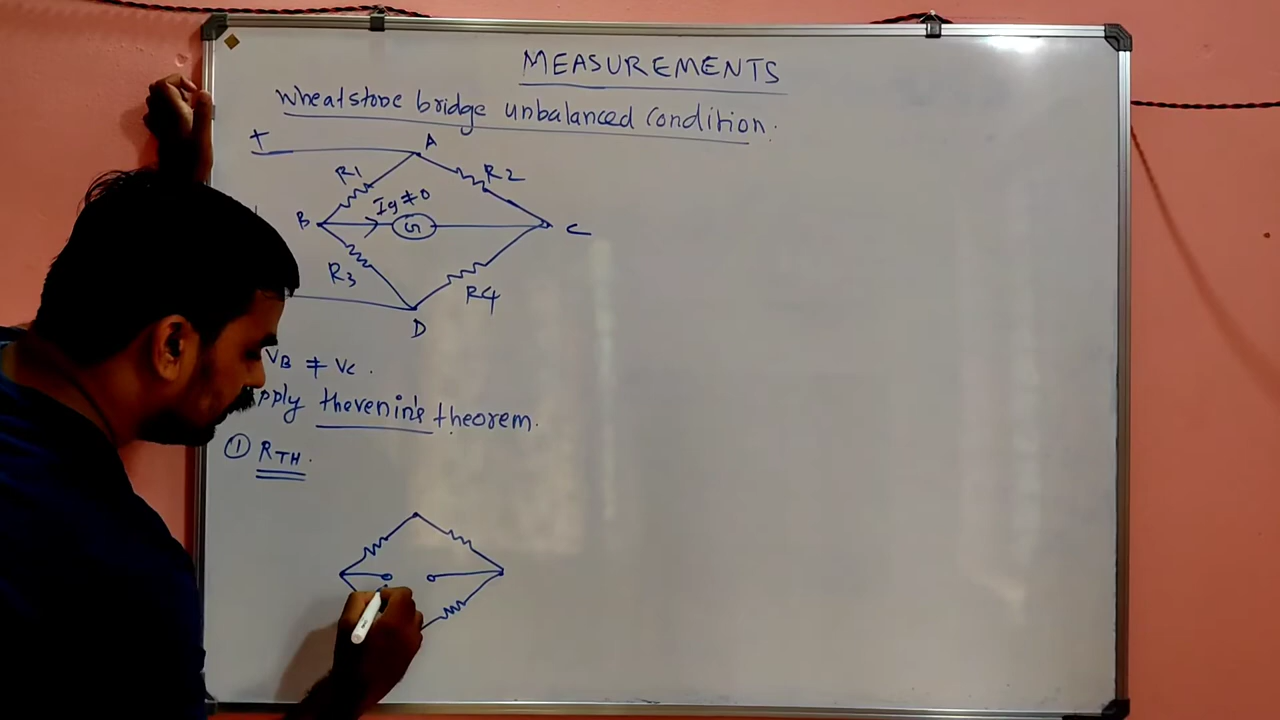 MEASUREMENTS
Wheatstone bridge unbalanced condition.
+ A
R1 R2
Ig ≠ 0
B G C
R3 R4
D
VB ≠ VC.
pply thevenin's theorem.
① RTH.